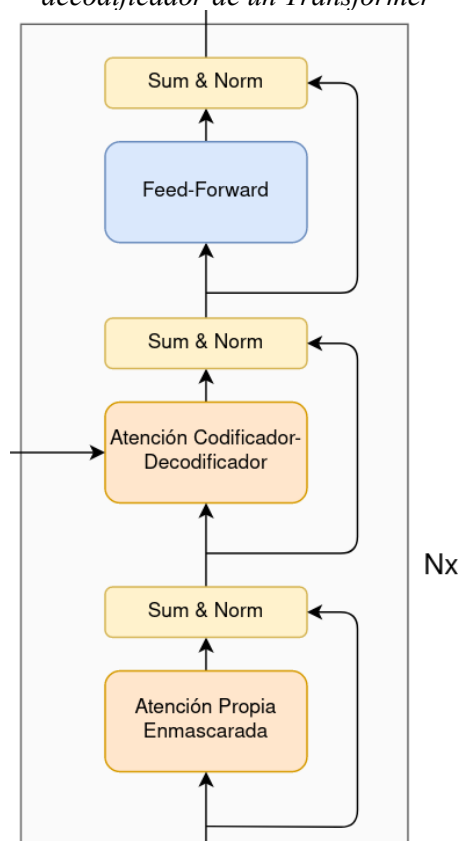 decodificador de un Transformer
Sum & Norm
Feed-Forward
Sum & Norm
Atención Codificador-
Decodificador
Nx
Sum & Norm
Atención Propia
Enmascarada